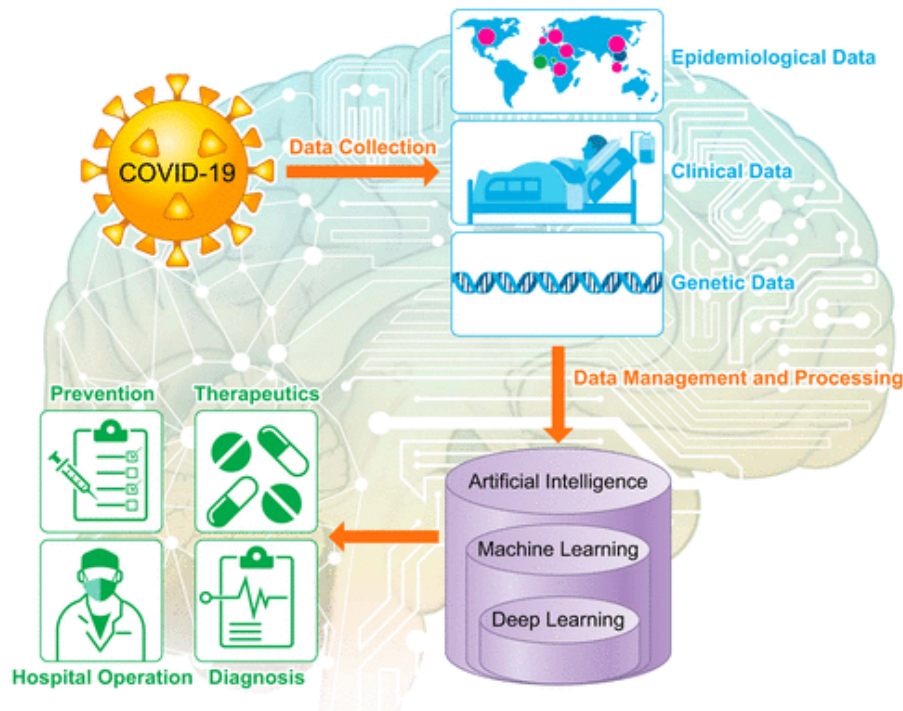 Epidemiological Data
COVID-19
Data Collection
Clinical Data
Genetic Data
Data Management and Processing
Prevention
Therapeutics
Artificial Intelligence
Machine Learning
Deep Learning
Hospital Operation
Diagnosis